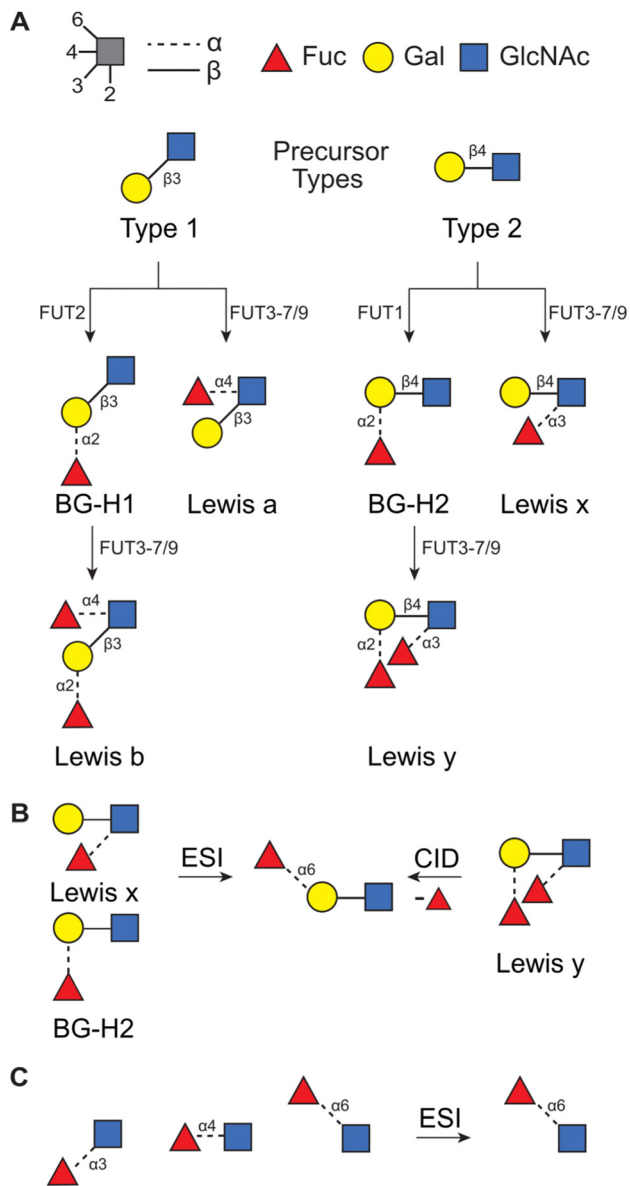 A
6
4
3
2
α
β
Fuc
Gal
GlcNAc
β3
Type 1
Precursor
Types
β4
Type 2
FUT2
FUT3-7/9
FUT1
FUT3-7/9
β3
α2
BG-H1
α4
β3
Lewis a
β4
α2
BG-H2
β4
α3
Lewis x
FUT3-7/9
FUT3-7/9
α4
β3
α2
Lewis b
β4
α2
α3
Lewis y
B
Lewis x
BG-H2
ESI
α6
CID
-
Lewis y
C
α3
α4
α6
ESI
α6